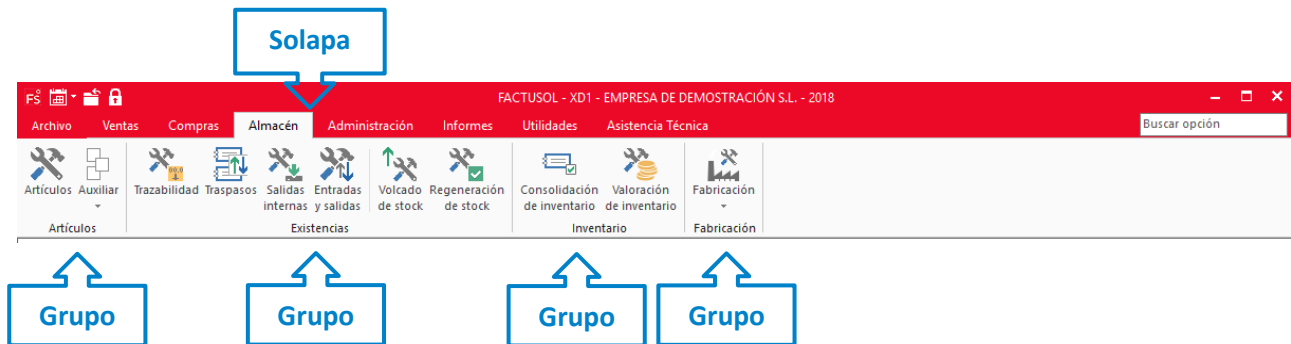 Solapa
FS FACTUSOL - XD1 - EMPRESA DE DEMOSTRACIÓN S.L. - 2018
Archivo Ventas Compras Almacén Administración Informes Utilidades Asistencia Técnica Buscar opción
Artículos Auxiliar Trazabilidad Traspasos Salidas Entradas Volcado Regeneración Consolidación Valoración Fabricación
internas y salidas de stock de stock de inventario de inventario
Artículos Existencias Inventario Fabricación
Grupo Grupo Grupo Grupo